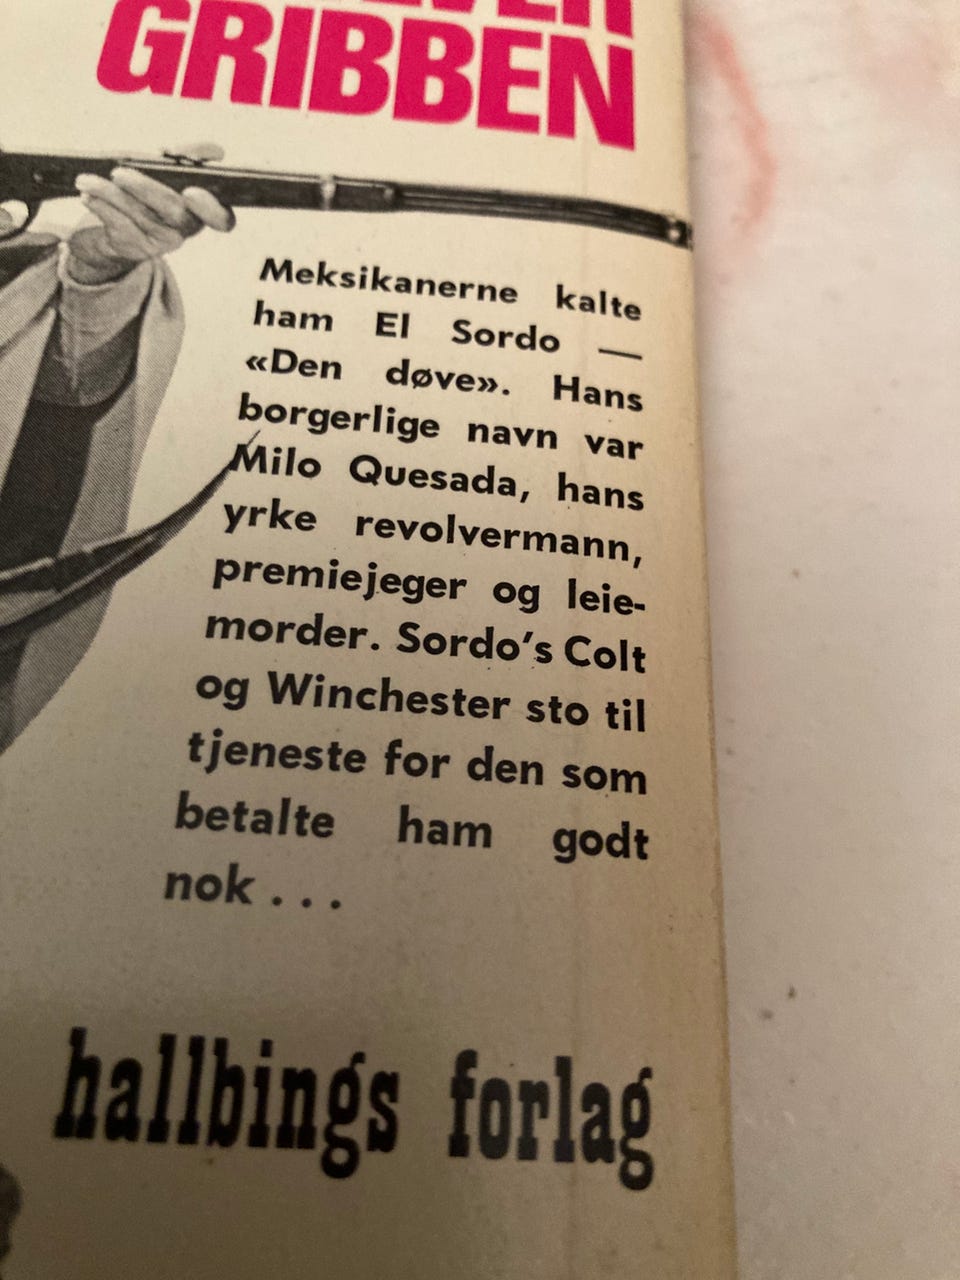 GRIBBEN
Meksikanerne kalte
ham El Sordo —
«Den døve». Hans
borgerlige navn var
Milo Quesada, hans
yrke revolvermann,
premiejeger og leie-
morder. Sordo's Colt
og Winchester sto til
tjeneste for den som
betalte ham godt
nok . . .
hallbings forlag